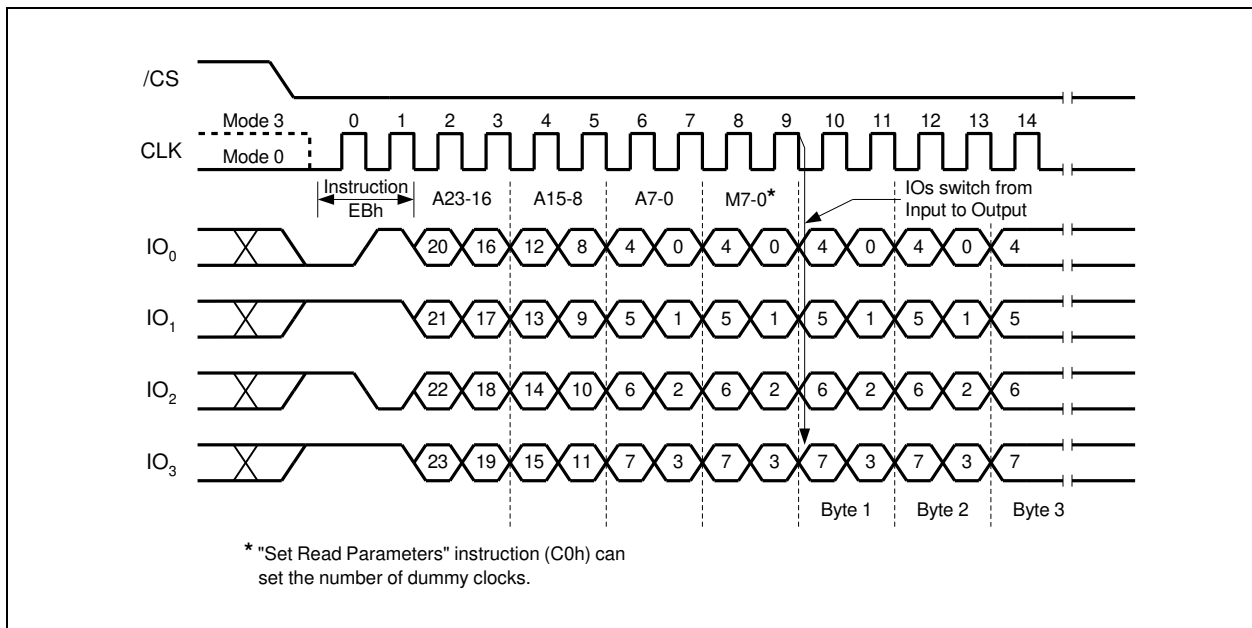 /CS
Mode 3 0 1 2 3 4 5 6 7 8 9 10 11 12 13 14
CLK
Mode 0
Instruction
EBh
A23-16 A15-8 A7-0 M7-0*
IOs switch from
Input to Output
IO0 20 16 12 8 4 0 4 0 4 0 4 0 4
IO1 21 17 13 9 5 1 5 1 5 1 5 1 5
IO2 22 18 14 10 6 2 6 2 6 2 6 2 6
IO3 23 19 15 11 7 3 7 3 7 3 7 3 7
Byte 1 Byte 2 Byte 3
* "Set Read Parameters" instruction (C0h) can
set the number of dummy clocks.